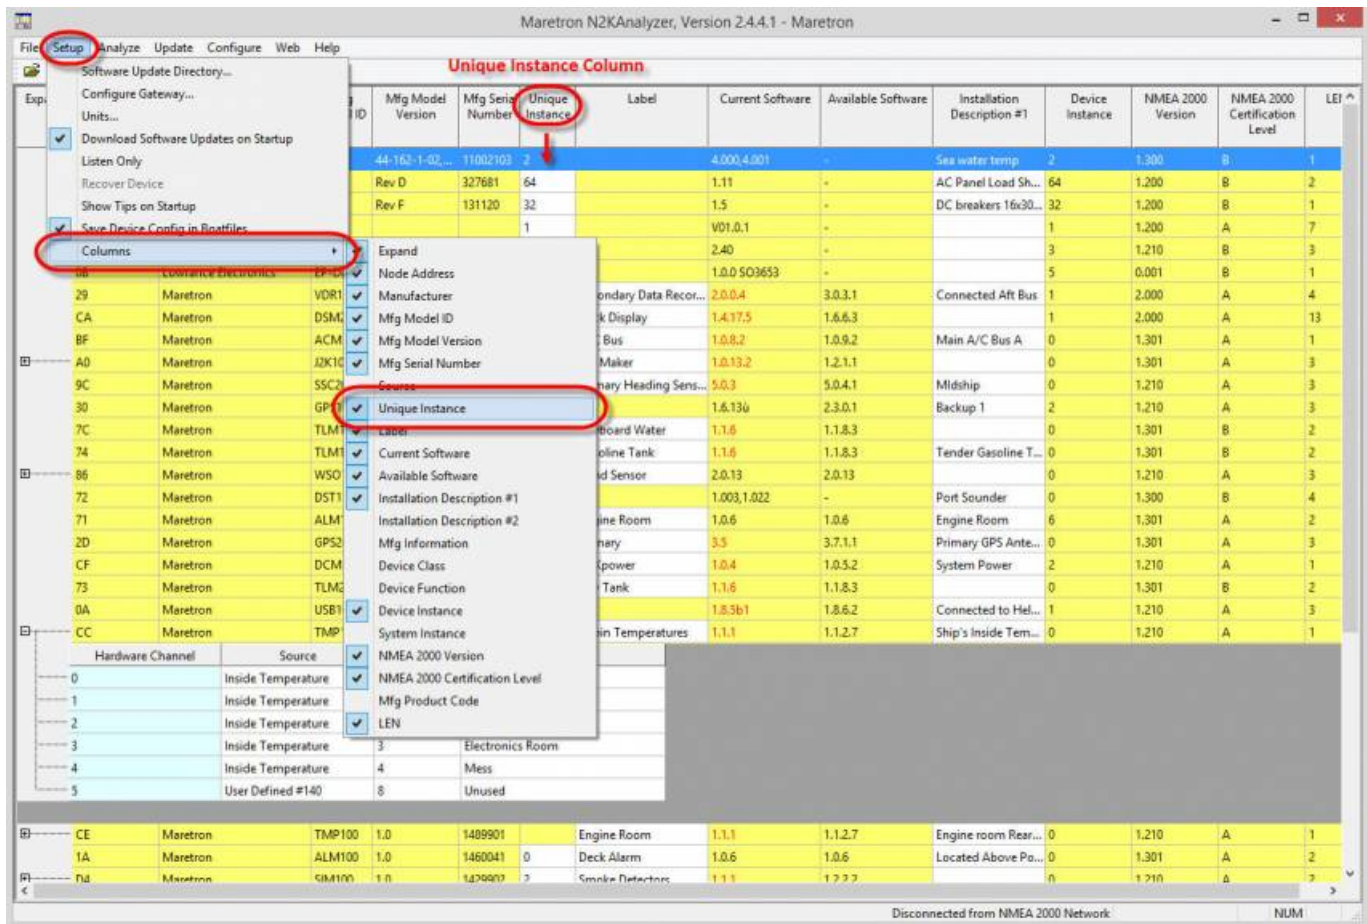 Maretron N2KAnalyzer, Version 2.4.4.1 - Maretron
File Setup Analyze Update Configure Web Help
Unique Instance Column
Software Update Directory...
Configure Gateway...
Units...
Download Software Updates on Startup
Listen Only
Recover Device
Show Tips on Startup
Save Device Config in Boatfiles
Columns
Mfg Model Version Mfg Serial Number Unique Instance Label Current Software Available Software Installation Description #1 Device Instance NMEA 2000 Version NMEA 2000 Certification Level
44-162-1-02,... 11002103 2 4.000,4.001 - Sea water temp 2 1.300 B 1
Rev D 327681 64 1.11 - AC Panel Load Sh... 64 1.200 B 2
Rev F 131120 32 1.5 - DC breakers 16x30... 32 1.200 B 1
1 V01.0.1 - 1 1.200 A 7
2.40 - 3 1.210 B 3
Lowrance Electronics 1.0.0 SO3653 - 5 0.001 B 1
29 Maretron VDR1 ondary Data Recor... 2.0.0.4 3.0.3.1 Connected Aft Bus 1 2.000 A 4
CA Maretron DSM k Display 1.4.17.5 1.6.6.3 1 2.000 A 13
BF Maretron ACM Bus 1.0.8.2 1.0.9.2 Main A/C Bus A 0 1.301 A 1
A0 Maretron J2K1 Maker 1.0.13.2 1.2.1.1 0 1.301 A 3
9C Maretron SSC2 nary Heading Sens... 5.0.3 5.0.4.1 MIdship 0 1.210 A 3
30 Maretron GP 1.6.13ù 2.3.0.1 Backup 1 2 1.210 A 3
7C Maretron TLM1 board Water 1.1.6 1.1.8.3 0 1.301 B 2
74 Maretron TLM1 oline Tank 1.1.6 1.1.8.3 Tender Gasoline T... 0 1.301 B 2
86 Maretron WSO d Sensor 2.0.13 2.0.13 0 1.210 A 3
72 Maretron DST1 1.003,1.022 - Port Sounder 0 1.300 B 4
71 Maretron ALM1 ine Room 1.0.6 1.0.6 Engine Room 6 1.301 A 2
2D Maretron GPS2 nary 3.5 3.7.1.1 Primary GPS Ante... 0 1.301 A 3
CF Maretron DCM power 1.0.4 1.0.5.2 System Power 2 1.210 A 1
73 Maretron TLM2 Tank 1.1.6 1.1.8.3 0 1.301 B 2
0A Maretron USB1 1.8.5b1 1.8.6.2 Connected to Hel... 1 1.210 A 3
CC Maretron TMP in Temperatures 1.1.1 1.1.2.7 Ship's Inside Tem... 0 1.210 A 1
Expand
Node Address
Manufacturer
Mfg Model ID
Mfg Model Version
Mfg Serial Number
Source
Unique Instance
Label
Current Software
Available Software
Installation Description #1
Installation Description #2
Mfg Information
Device Class
Device Function
Device Instance
System Instance
NMEA 2000 Version
NMEA 2000 Certification Level
Mfg Product Code
LEN
Hardware Channel Source
0 Inside Temperature
1 Inside Temperature
2 Inside Temperature
3 Inside Temperature 3 Electronics Room
4 Inside Temperature 4 Mess
5 User Defined #140 8 Unused
CE Maretron TMP100 1.0 1489901 Engine Room 1.1.1 1.1.2.7 Engine room Rear... 0 1.210 A 1
1A Maretron ALM100 1.0 1460041 0 Deck Alarm 1.0.6 1.0.6 Located Above Po... 0 1.301 A 2
D4 Maretron SIM100 1.0 1429902 2 Smoke Detectors 1.1.1 1.2.2.2 0 1.210 A 2
Disconnected from NMEA 2000 Network NUM